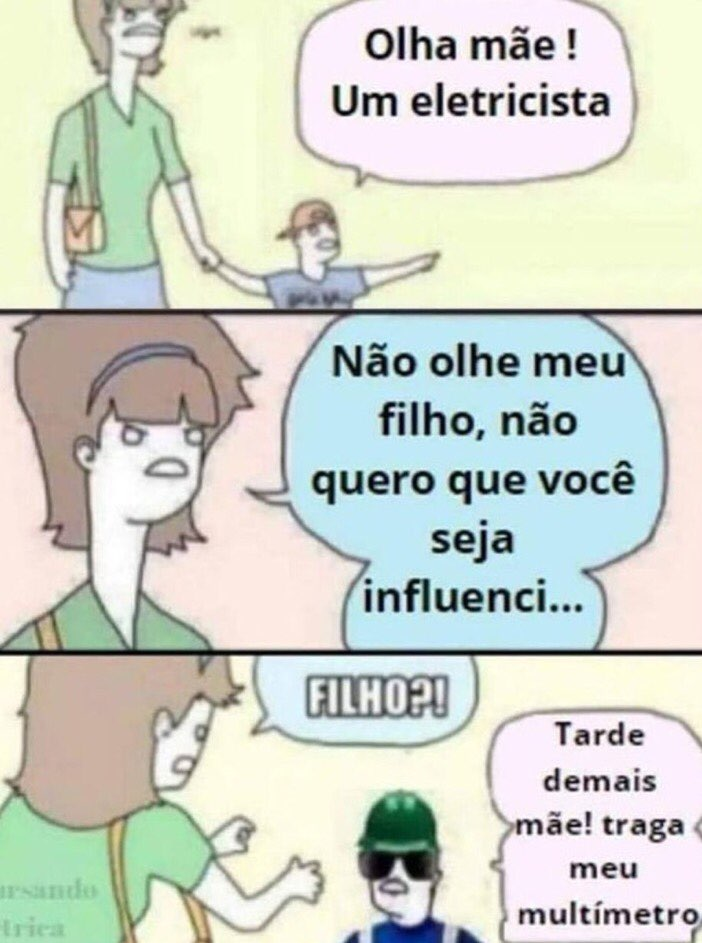 Olha mãe !
Um eletricista
Não olhe meu
filho, não
quero que você
seja
influenci...
FILHO?!
Tarde
demais
mãe! traga
meu
multímetro